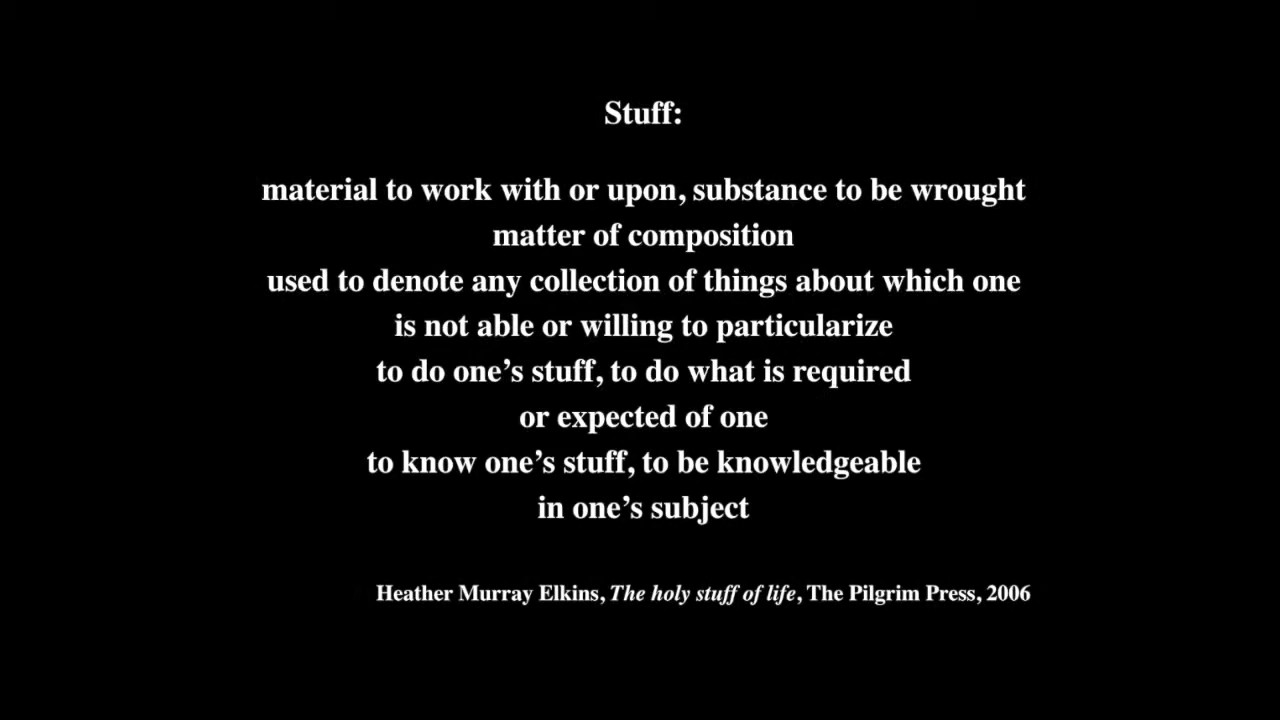 Stuff:
material to work with or upon, substance to be wrought
matter of composition
used to denote any collection of things about which one
is not able or willing to particularize
to do one’s stuff, to do what is required
or expected of one
to know one’s stuff, to be knowledgeable
in one’s subject
Heather Murray Elkins, The holy stuff of life, The Pilgrim Press, 2006